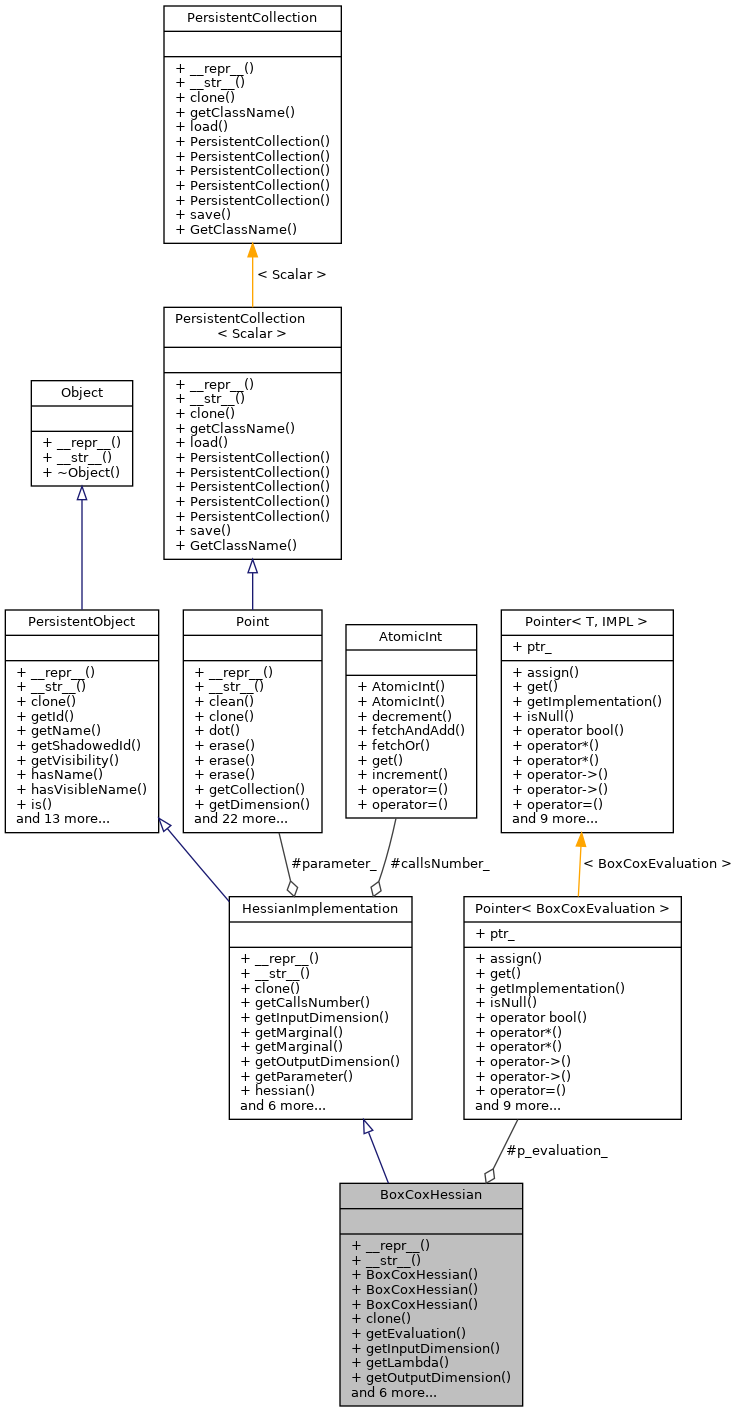 PersistentCollection
+ __repr__()
+ __str__()
+ clone()
+ getClassName()
+ load()
+ PersistentCollection()
+ PersistentCollection()
+ PersistentCollection()
+ PersistentCollection()
+ PersistentCollection()
+ save()
+ GetClassName()
< Scalar >
PersistentCollection
< Scalar >
+ __repr__()
+ __str__()
+ clone()
+ getClassName()
+ load()
+ PersistentCollection()
+ PersistentCollection()
+ PersistentCollection()
+ PersistentCollection()
+ PersistentCollection()
+ save()
+ GetClassName()
Object
+ __repr__()
+ __str__()
+ ~Object()
PersistentObject
+ __repr__()
+ __str__()
+ clone()
+ getId()
+ getName()
+ getShadowedId()
+ getVisibility()
+ hasName()
+ hasVisibleName()
+ is()
and 13 more...
Point
+ __repr__()
+ __str__()
+ clean()
+ clone()
+ dot()
+ erase()
+ erase()
+ erase()
+ getCollection()
+ getDimension()
and 22 more...
AtomicInt
+ AtomicInt()
+ AtomicInt()
+ decrement()
+ fetchAndAdd()
+ fetchOr()
+ get()
+ increment()
+ operator=()
+ operator=()
Pointer< T, IMPL >
+ ptr_
+ assign()
+ get()
+ getImplementation()
+ isNull()
+ operator bool()
+ operator*()
+ operator*()
+ operator->()
+ operator->()
+ operator=()
and 9 more...
#parameter_
#callsNumber_
< BoxCoxEvaluation >
HessianImplementation
+ __repr__()
+ __str__()
+ clone()
+ getCallsNumber()
+ getInputDimension()
+ getMarginal()
+ getMarginal()
+ getOutputDimension()
+ getParameter()
+ hessian()
and 6 more...
Pointer< BoxCoxEvaluation >
+ ptr_
+ assign()
+ get()
+ getImplementation()
+ isNull()
+ operator bool()
+ operator*()
+ operator*()
+ operator->()
+ operator->()
+ operator=()
and 9 more...
#p_evaluation_
BoxCoxHessian
+ __repr__()
+ __str__()
+ BoxCoxHessian()
+ BoxCoxHessian()
+ BoxCoxHessian()
+ clone()
+ getEvaluation()
+ getInputDimension()
+ getLambda()
+ getOutputDimension()
and 6 more...